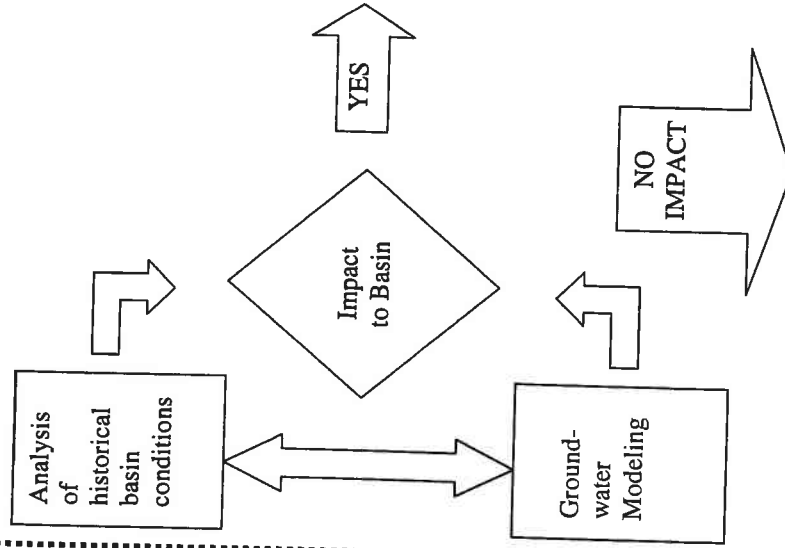 Analysis
of
historical
basin
conditions
Ground-
water
Modeling
Impact
to Basin
YES
NO
IMPACT